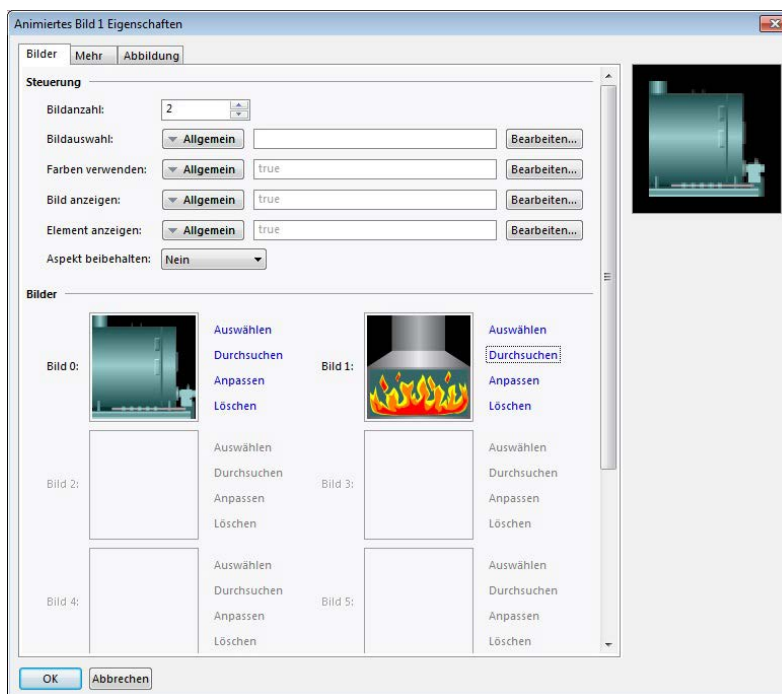 Animiertes Bild 1 Eigenschaften
Bilder Mehr Abbildung
Steuerung
Bildanzahl: 2
Bildauswahl: Allgemein Bearbeiten...
Farben verwenden: Allgemein true Bearbeiten...
Bild anzeigen: Allgemein true Bearbeiten...
Element anzeigen: Allgemein true Bearbeiten...
Aspekt beibehalten: Nein
Bilder
Bild 0:
Auswählen
Durchsuchen
Anpassen
Löschen
Bild 1:
Auswählen
Durchsuchen
Anpassen
Löschen
Bild 2:
Auswählen
Durchsuchen
Anpassen
Löschen
Bild 3:
Auswählen
Durchsuchen
Anpassen
Löschen
Bild 4:
Auswählen
Durchsuchen
Anpassen
Löschen
Bild 5:
Auswählen
Durchsuchen
Anpassen
Löschen
OK Abbrechen